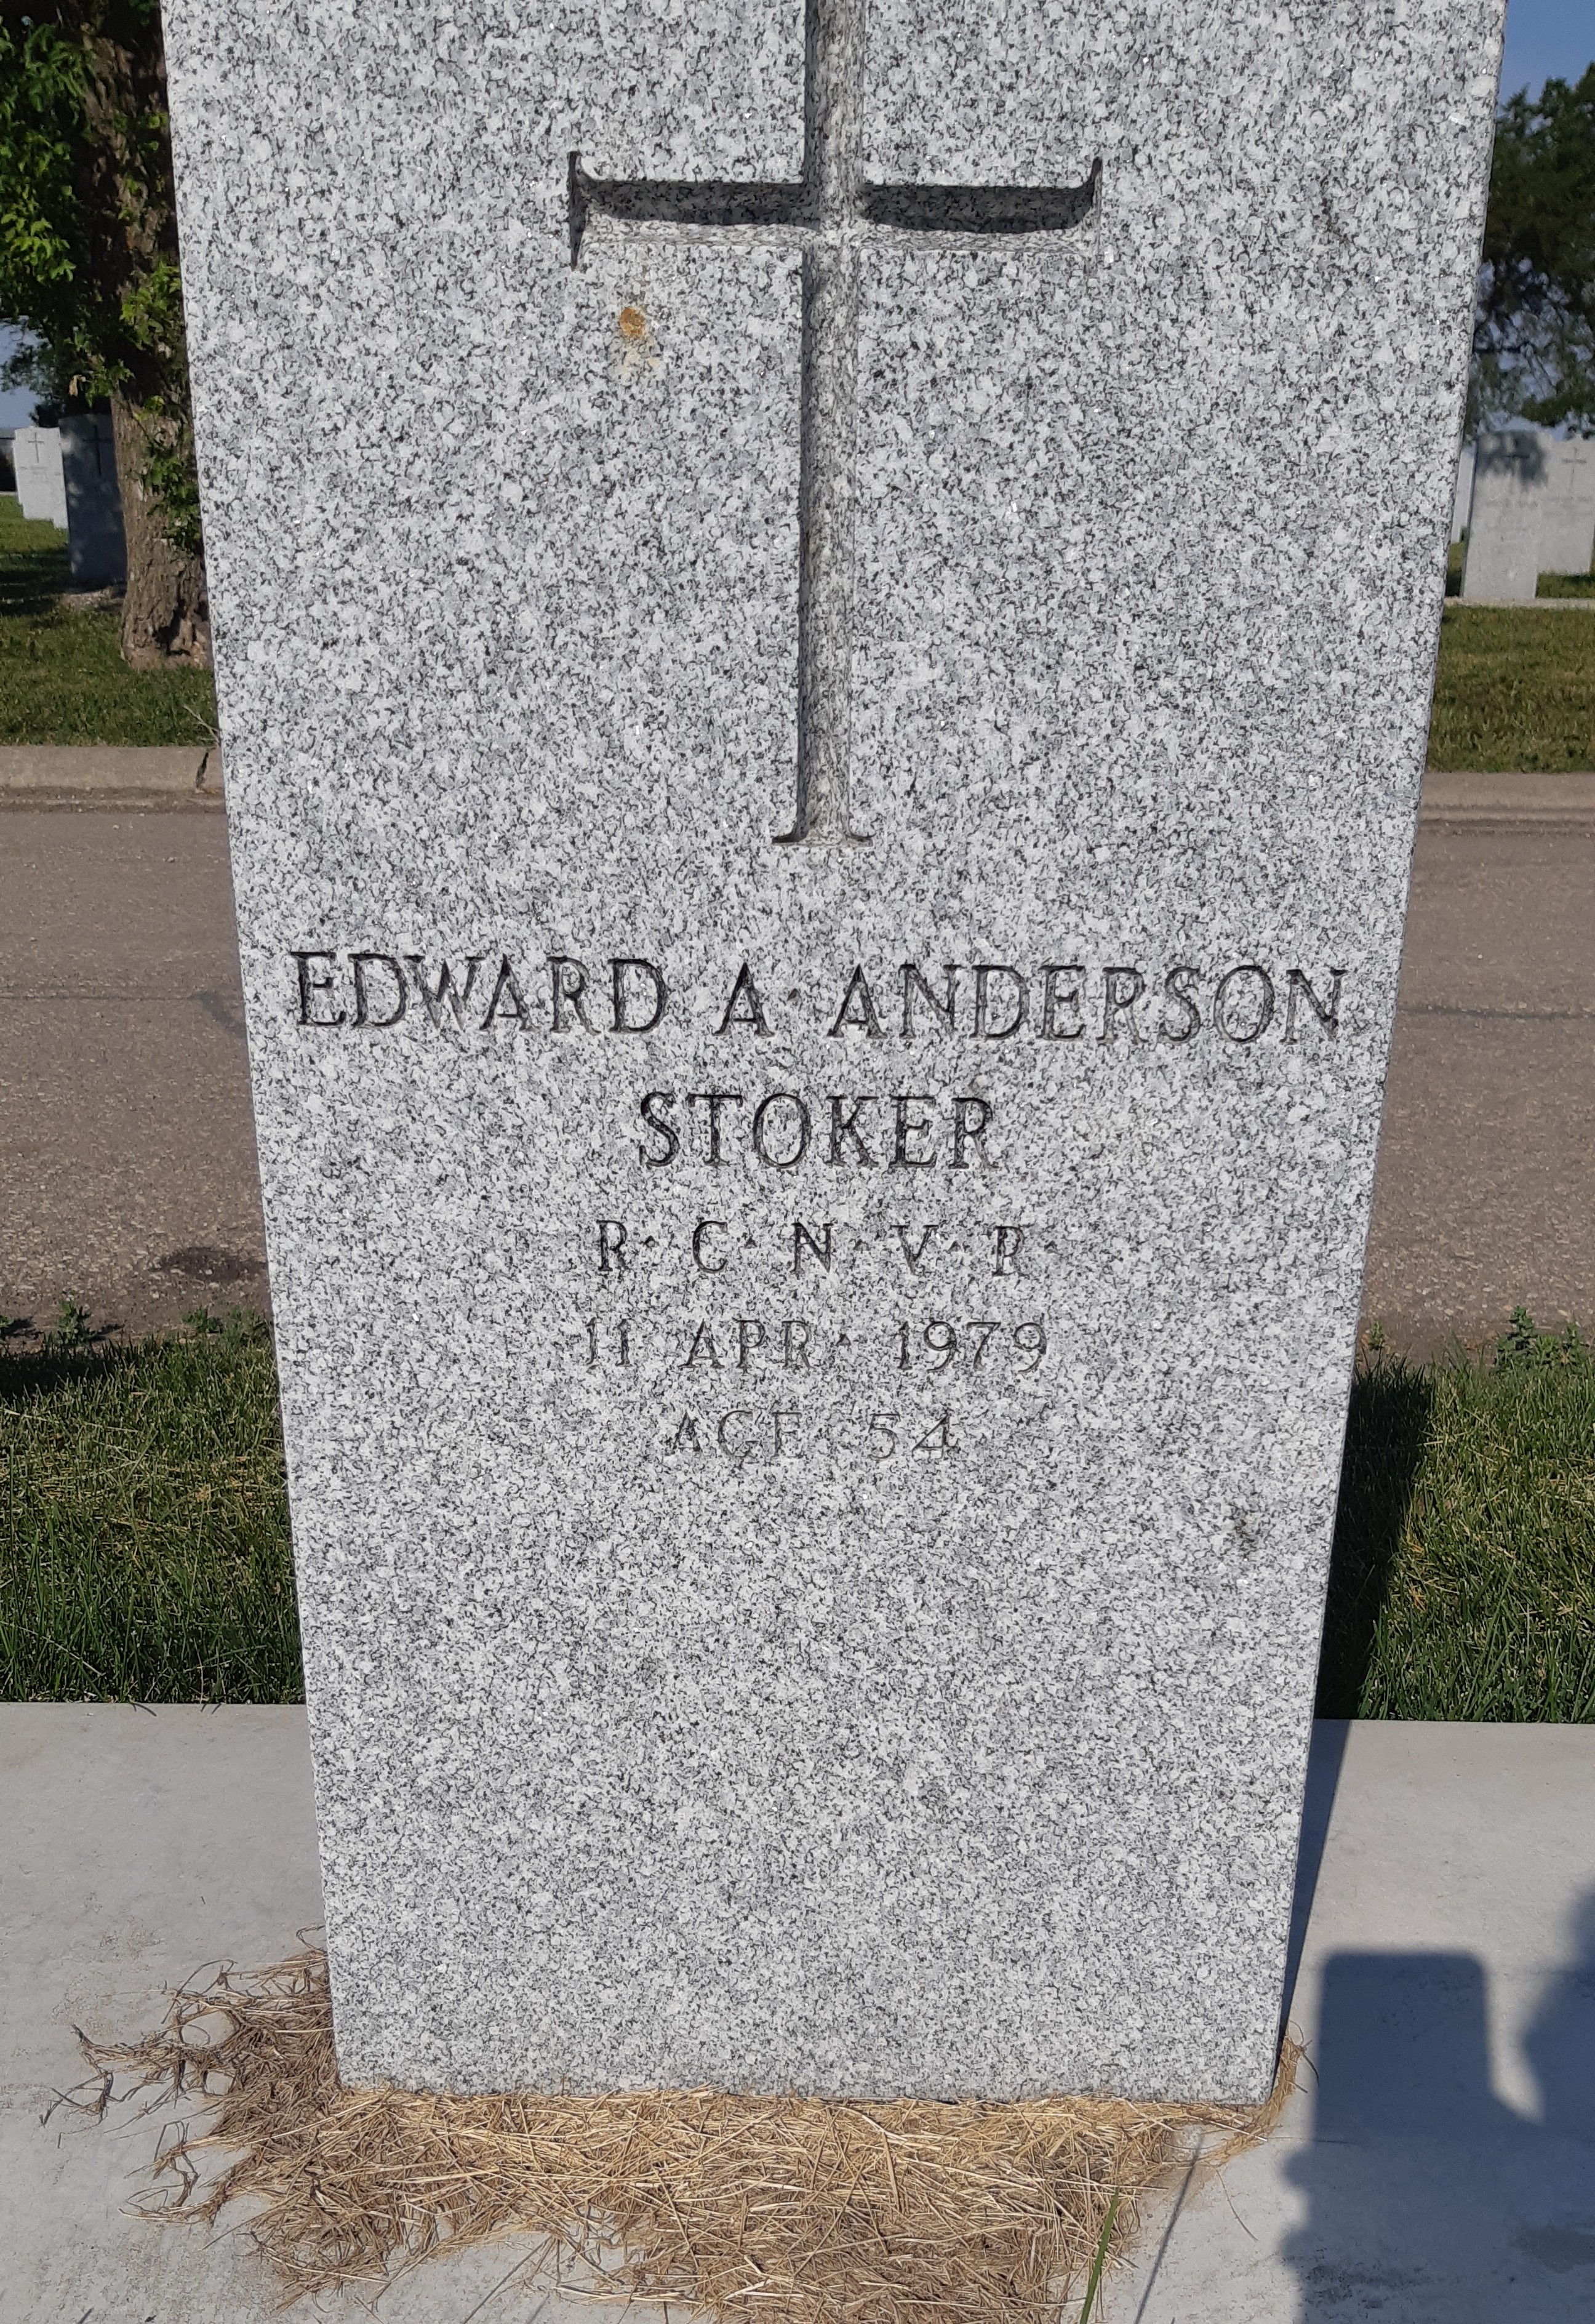 EDWARD A· ANDERSON
STOKER
R· C· N· V· R·
11 APR· 1979
AGE 54